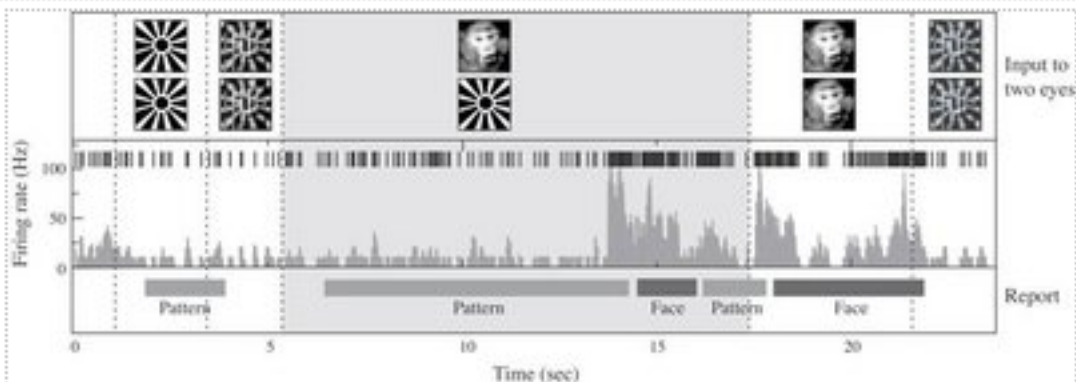 Input to
two eyes
Firing rate (Hz)
100
50
0
Pattern
Pattern
Face
Pattern
Face
Report
0
5
10
15
20
Time (sec)